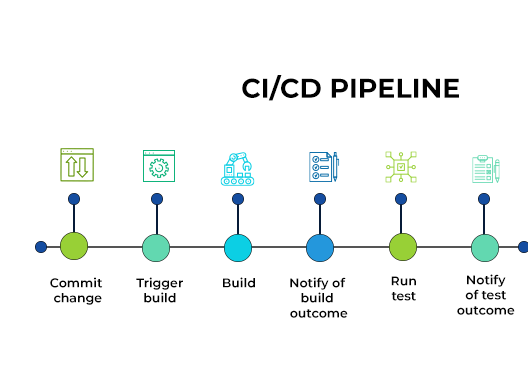 CI/CD PIPELINE
Commit
change
Trigger
build
Build
Notify of
build
outcome
Run
test
Notify
of test
outcome